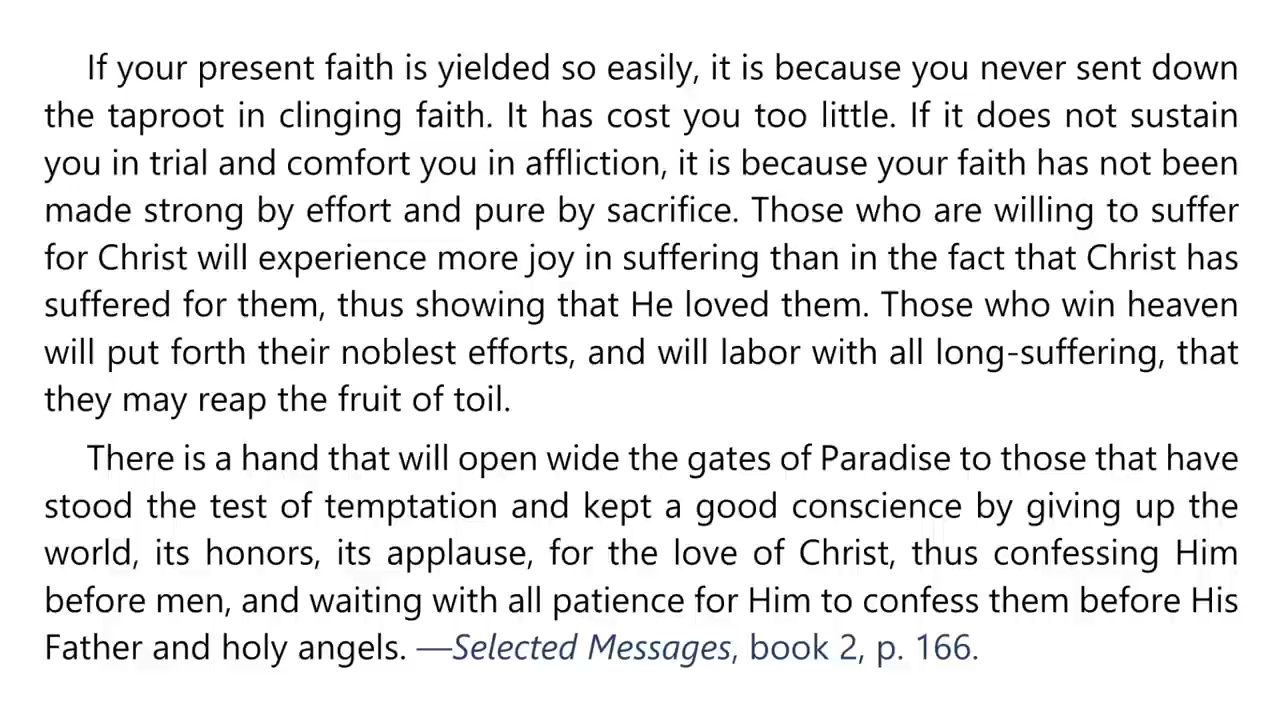 If your present faith is yielded so easily, it is because you never sent down
the taproot in clinging faith. It has cost you too little. If it does not sustain
you in trial and comfort you in affliction, it is because your faith has not been
made strong by effort and pure by sacrifice. Those who are willing to suffer
for Christ will experience more joy in suffering than in the fact that Christ has
suffered for them, thus showing that He loved them. Those who win heaven
will put forth their noblest efforts, and will labor with all long-suffering, that
they may reap the fruit of toil.
There is a hand that will open wide the gates of Paradise to those that have
stood the test of temptation and kept a good conscience by giving up the
world, its honors, its applause, for the love of Christ, thus confessing Him
before men, and waiting with all patience for Him to confess them before His
Father and holy angels. —Selected Messages, book 2, p. 166.